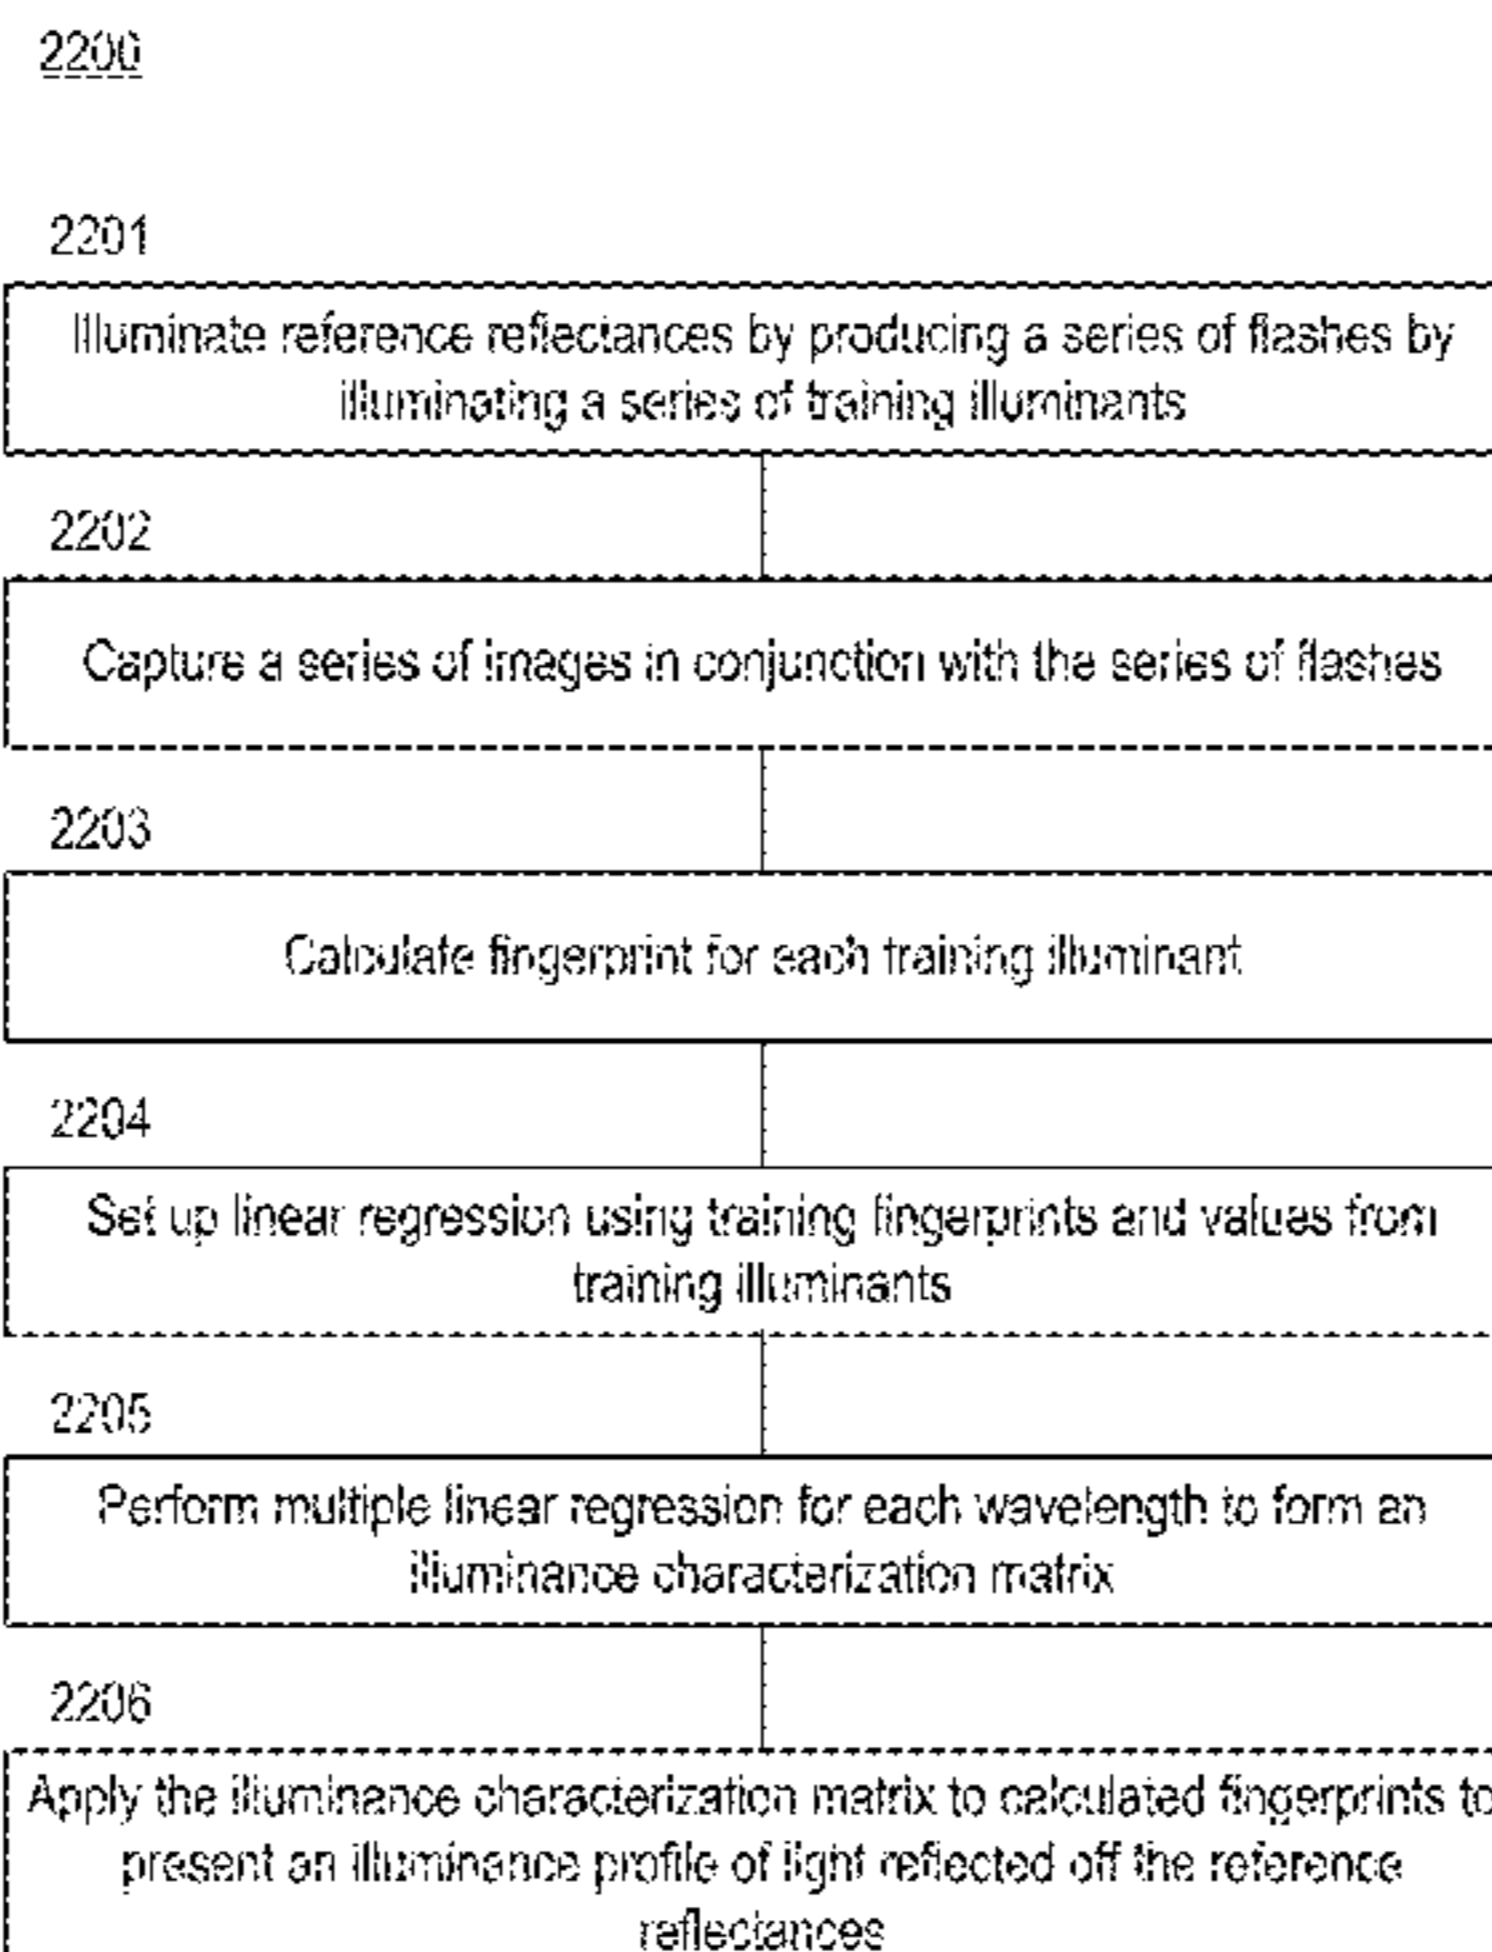 2200
2201
Illuminate reference reflectances by producing a series of flashes by
illuminating a series of training illuminants
2202
Capture a series of images in conjunction with the series of flashes
2203
Calculate fingerprint for each training illuminant
2204
Set up linear regression using training fingerprints and values from
training illuminants
2205
Perform multiple linear regression for each wavelength to form an
illuminance characterization matrix
2206
Apply the illuminance characterization matrix to calculated fingerprints to
present an illuminance profile of light reflected off the reference
reflectances